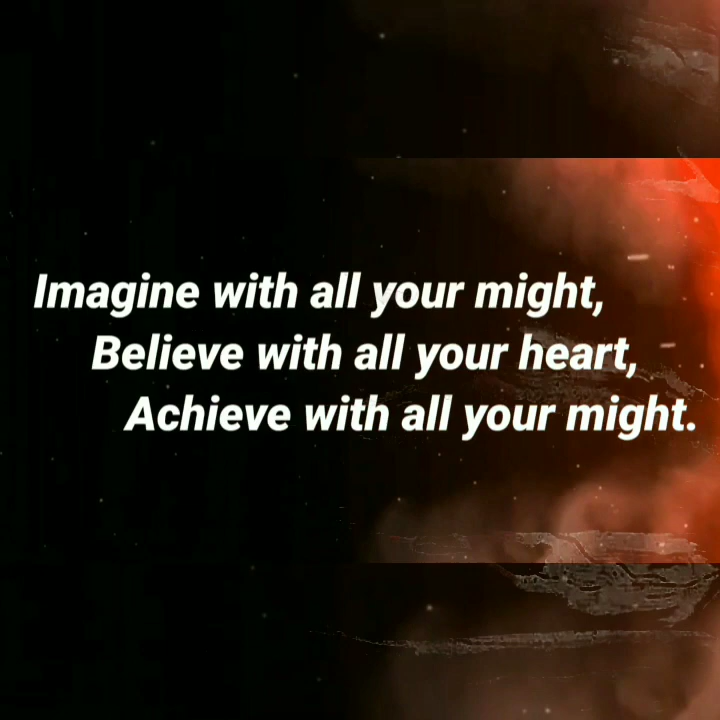 Imagine with all your might,
Believe with all your heart,
Achieve with all your might.